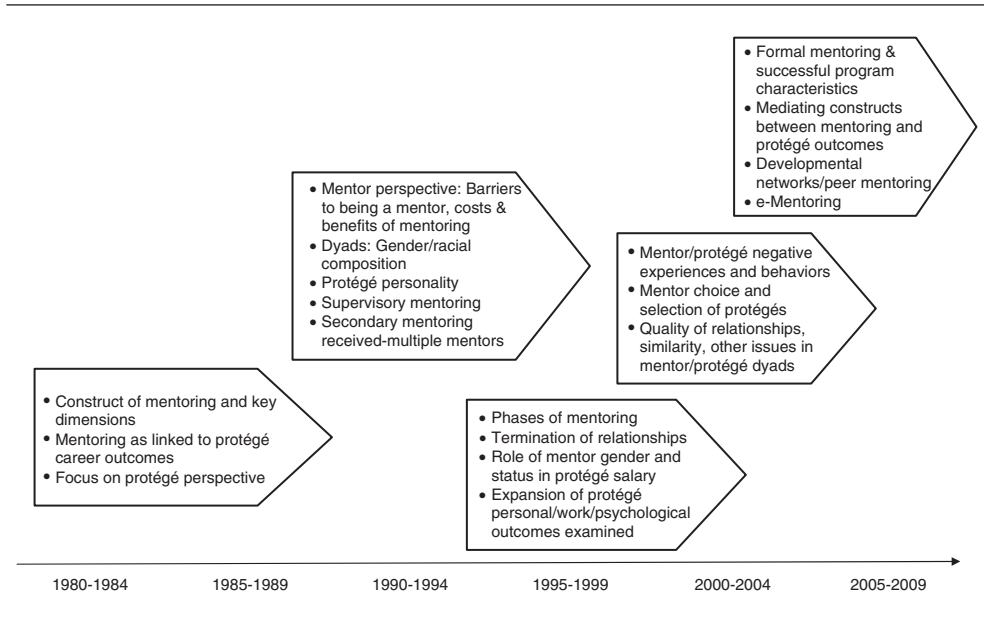 • Formal mentoring &
successful program
characteristics
• Mediating constructs
between mentoring and
protégé outcomes
• Developmental
networks/peer mentoring
• e-Mentoring
• Mentor perspective: Barriers
to being a mentor, costs &
benefits of mentoring
• Dyads: Gender/racial
composition
• Protégé personality
• Supervisory mentoring
• Secondary mentoring
received-multiple mentors
• Mentor/protégé negative
experiences and behaviors
• Mentor choice and
selection of protégés
• Quality of relationships,
similarity, other issues in
mentor/protégé dyads
• Construct of mentoring and key
dimensions
• Mentoring as linked to protégé
career outcomes
• Focus on protégé perspective
• Phases of mentoring
• Termination of relationships
• Role of mentor gender and
status in protégé salary
• Expansion of protégé
personal/work/psychological
outcomes examined
1980-1984 1985-1989 1990-1994 1995-1999 2000-2004 2005-2009